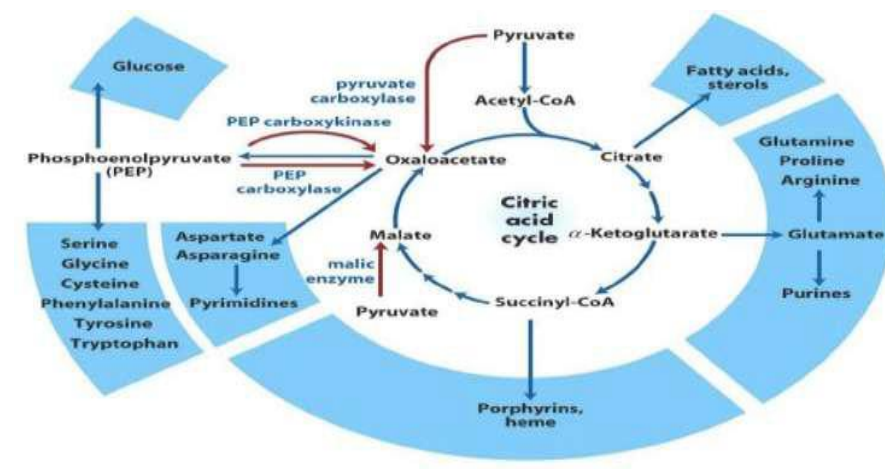 Pyruvate
Glucose
Fatty acids,
sterols
pyruvate
carboxylase
Acetyl-CoA
PEP carboxykinase
Phosphoenolpyruvate
(PEP)
Oxaloacetate
Citrate
PEP
carboxylase
Glutamine
Proline
Arginine
Citric
acid
cycle
Malate
α-Ketoglutarate
Glutamate
Aspartate
Asparagine
Pyrimidines
Serine
Glycine
Cysteine
Phenylalanine
Tyrosine
Tryptophan
malic
enzyme
Pyruvate
Succinyl-CoA
Purines
Porphyrins,
heme